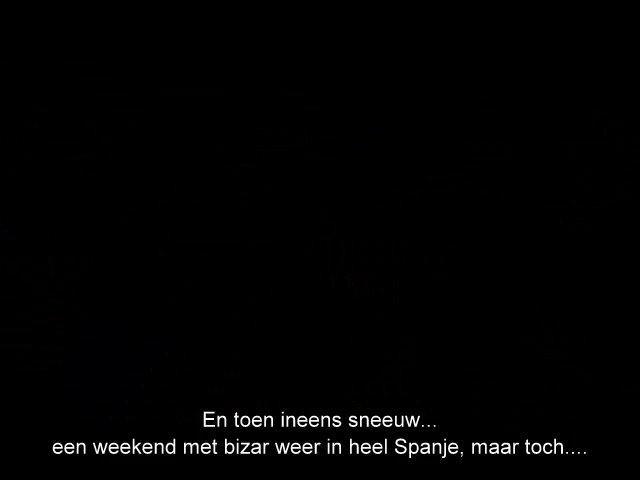 En toen ineens sneeuw...
een weekend met bizar weer in heel Spanje, maar toch....